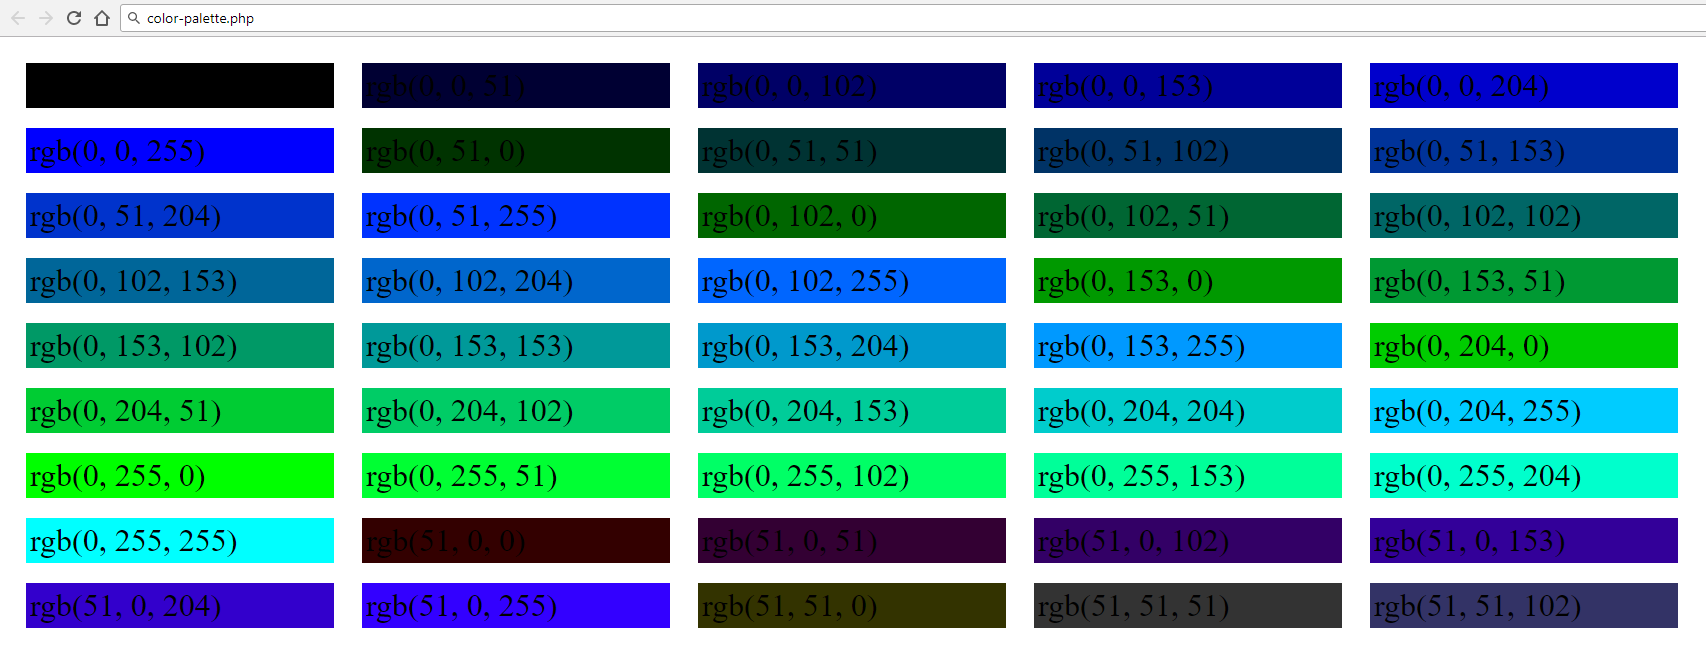 color-palette.php
rgb(0, 0, 51) rgb(0, 0, 102) rgb(0, 0, 153) rgb(0, 0, 204)
rgb(0, 0, 255) rgb(0, 51, 0) rgb(0, 51, 51) rgb(0, 51, 102) rgb(0, 51, 153)
rgb(0, 51, 204) rgb(0, 51, 255) rgb(0, 102, 0) rgb(0, 102, 51) rgb(0, 102, 102)
rgb(0, 102, 153) rgb(0, 102, 204) rgb(0, 102, 255) rgb(0, 153, 0) rgb(0, 153, 51)
rgb(0, 153, 102) rgb(0, 153, 153) rgb(0, 153, 204) rgb(0, 153, 255) rgb(0, 204, 0)
rgb(0, 204, 51) rgb(0, 204, 102) rgb(0, 204, 153) rgb(0, 204, 204) rgb(0, 204, 255)
rgb(0, 255, 0) rgb(0, 255, 51) rgb(0, 255, 102) rgb(0, 255, 153) rgb(0, 255, 204)
rgb(0, 255, 255) rgb(51, 0, 0) rgb(51, 0, 51) rgb(51, 0, 102) rgb(51, 0, 153)
rgb(51, 0, 204) rgb(51, 0, 255) rgb(51, 51, 0) rgb(51, 51, 51) rgb(51, 51, 102)